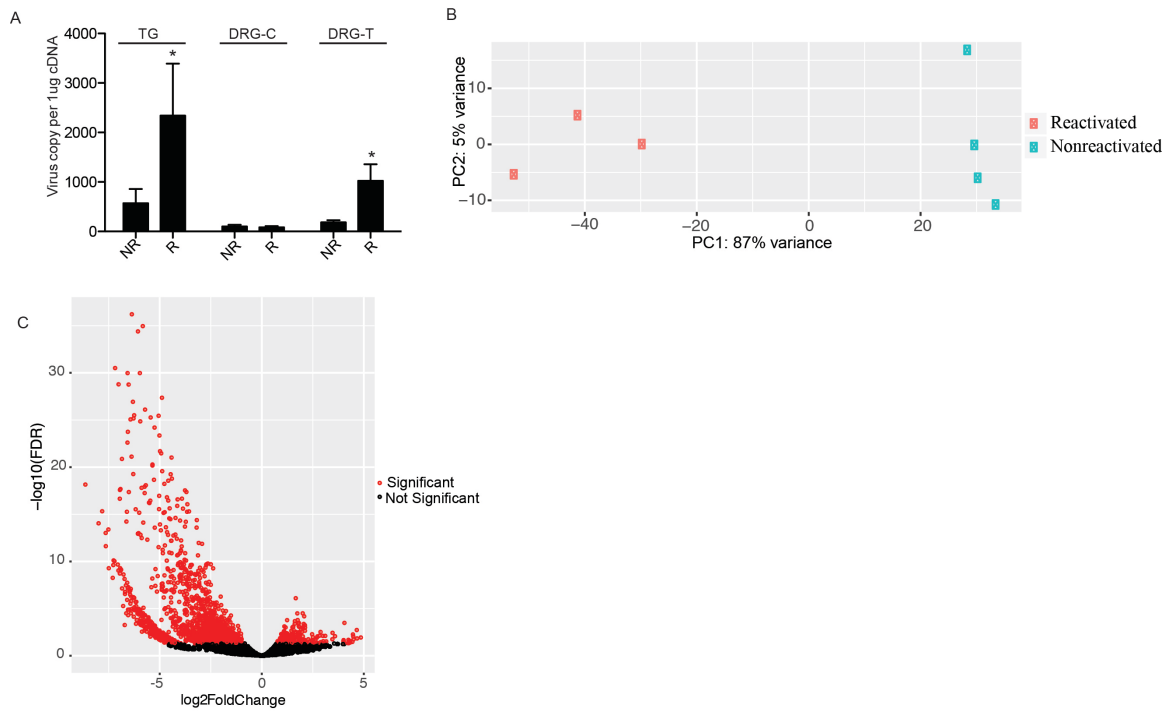 A
TG DRG-C DRG-T
Virus copy per 1ug cDNA
4000
3000
2000
1000
0
* *
NR R NR R NR R
B
PC2: 5% variance
10
0
−10
−40 −20 0 20
PC1: 87% variance
Reactivated
Nonreactivated
C
−log10(FDR)
30
20
10
0
-5 0 5
log2FoldChange
Significant
Not Significant